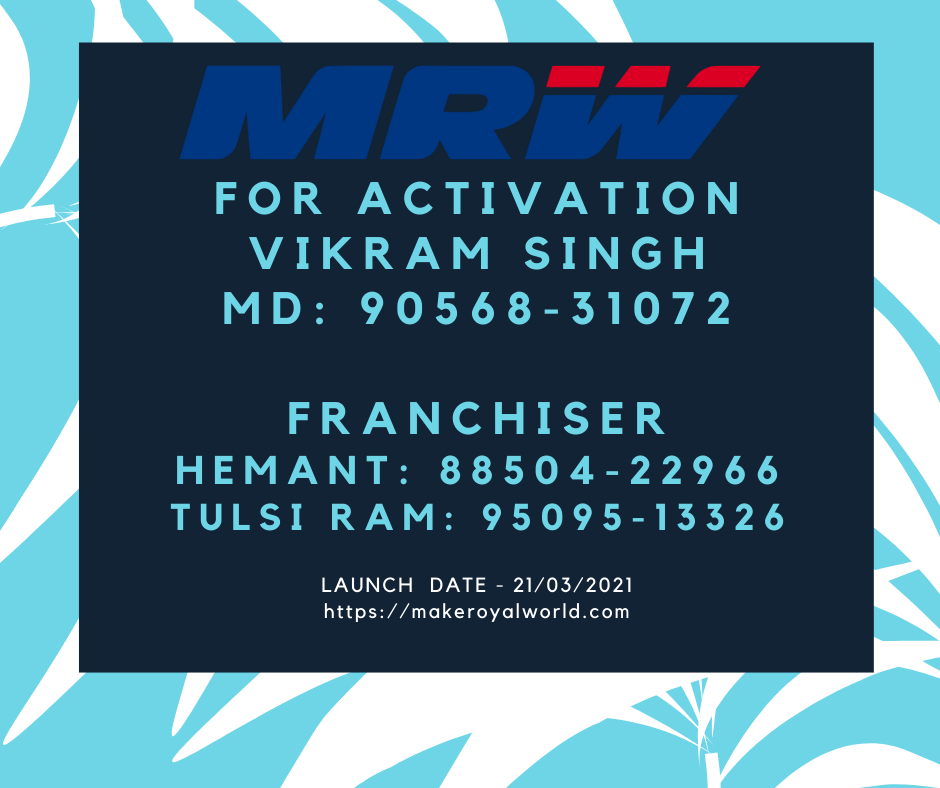 MRW
FOR ACTIVATION
VIKRAM SINGH
MD: 90568-31072
FRANCHISER
HEMANT: 88504-22966
TULSI RAM: 95095-13326
LAUNCH DATE - 21/03/2021
https://makeroyalworld.com